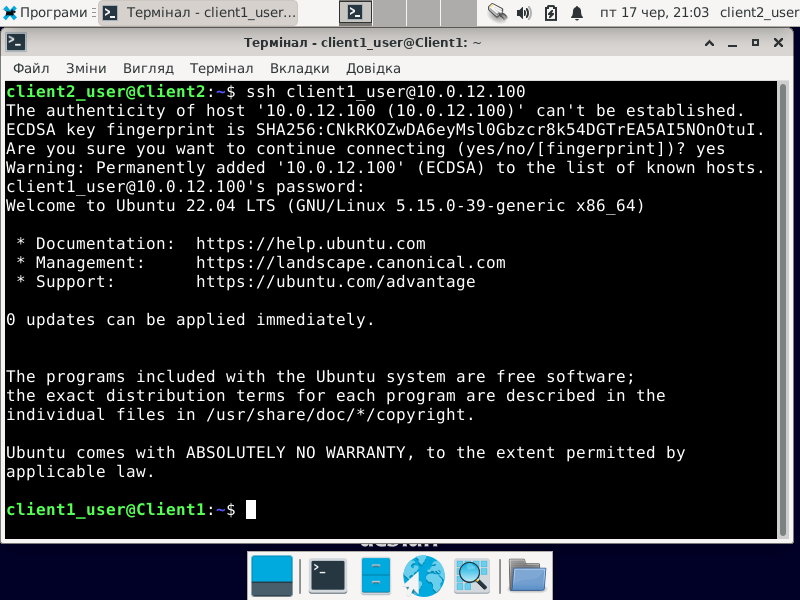 Програми
Термінал - client1_user...
пт 17 чер, 21:03
client2_user
Термінал - client1_user@Client1: ~
Файл Зміни Вигляд Термінал Вкладки Довідка
client2_user@Client2:~$ ssh client1_user@10.0.12.100
The authenticity of host '10.0.12.100 (10.0.12.100)' can't be established.
ECDSA key fingerprint is SHA256:CNkRKOZwDA6eyMsl0Gbzcr8k54DGTrEA5AI5NOnOtuI.
Are you sure you want to continue connecting (yes/no/[fingerprint])? yes
Warning: Permanently added '10.0.12.100' (ECDSA) to the list of known hosts.
client1_user@10.0.12.100's password:
Welcome to Ubuntu 22.04 LTS (GNU/Linux 5.15.0-39-generic x86_64)
* Documentation: https://help.ubuntu.com
* Management: https://landscape.canonical.com
* Support: https://ubuntu.com/advantage
0 updates can be applied immediately.
The programs included with the Ubuntu system are free software;
the exact distribution terms for each program are described in the
individual files in /usr/share/doc/*/copyright.
Ubuntu comes with ABSOLUTELY NO WARRANTY, to the extent permitted by
applicable law.
client1_user@Client1:~$